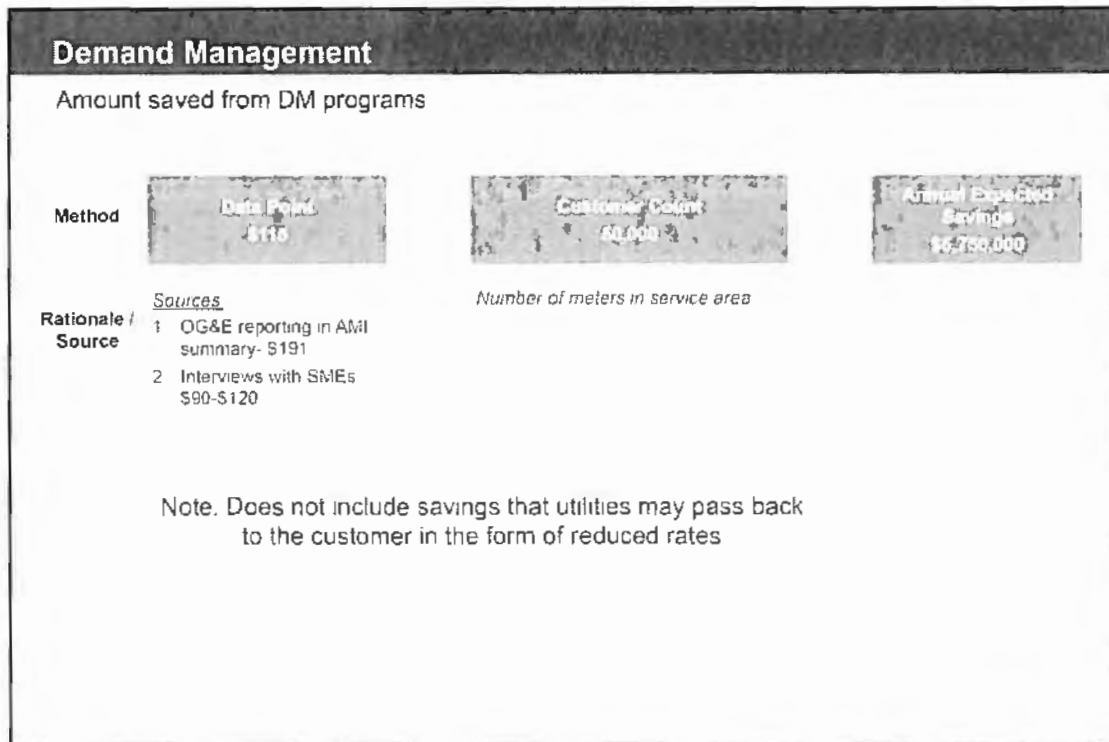 Demand Management
Amount saved from DM programs
Method
Data Point
$115
Customer Count
50,000
Annual Expected
Savings
$5,750,000
Rationale /
Source
Sources
1 OG&E reporting in AMI
summary- $191
2 Interviews with SMEs
$90-$120
Number of meters in service area
Note. Does not include savings that utilities may pass back
to the customer in the form of reduced rates